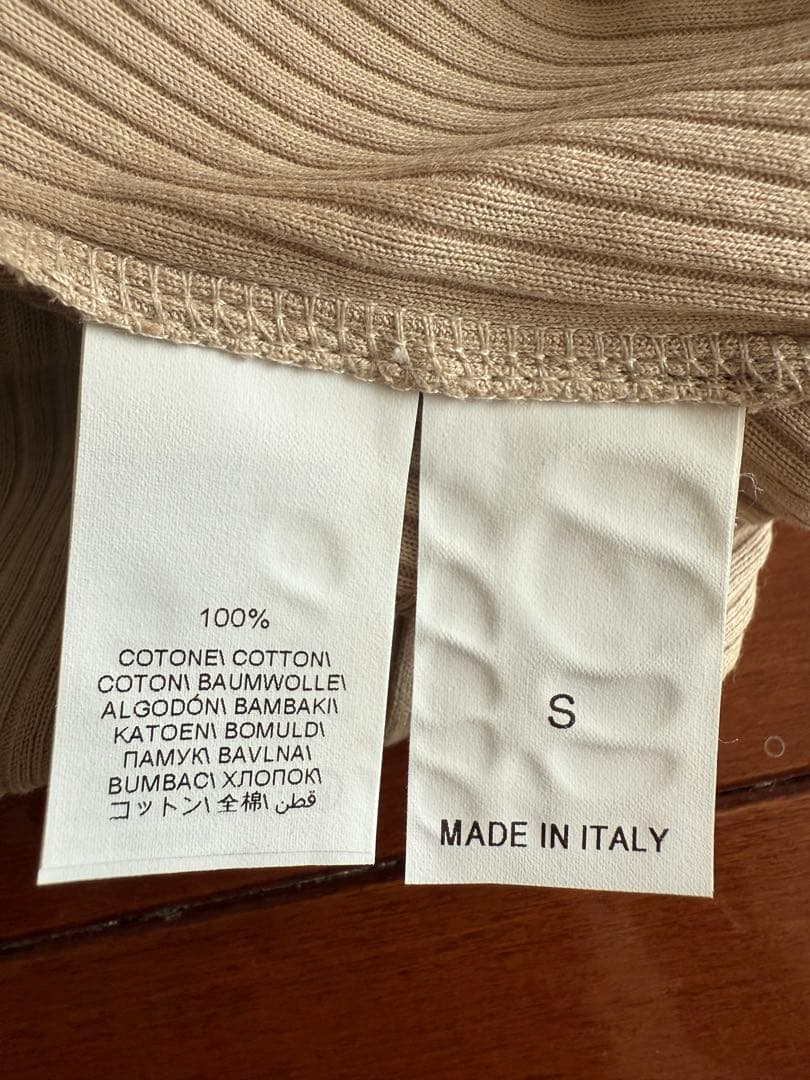 100%
COTONE\ COTTON\
COTON\ BAUMWOLLE\
ALGODÓN\ BAMBAKI\
KATOEN\ BOMULD\
ПАМУК\ BAVLNA\
BUMBAC\ ХЛОПОК\
コットン\ 全棉\ قطن
S
MADE IN ITALY